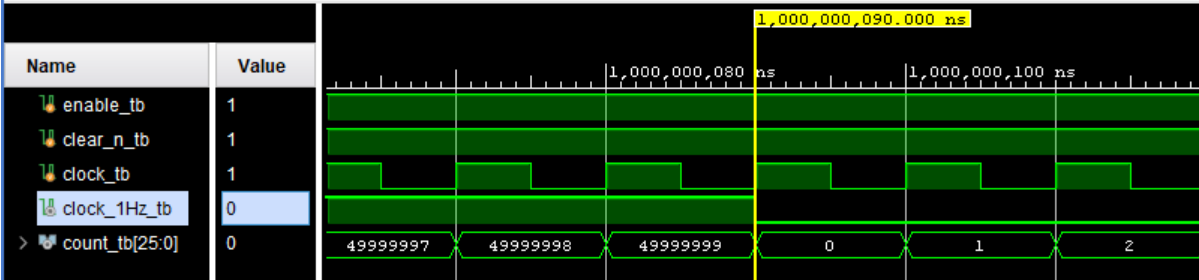 1,000,000,090.000 ns
Name Value
1,000,000,080 ns 1,000,000,100 ns
enable_tb 1
clear_n_tb 1
clock_tb 1
clock_1Hz_tb 0
count_tb[25:0] 0 49999997 49999998 49999999 0 1 2